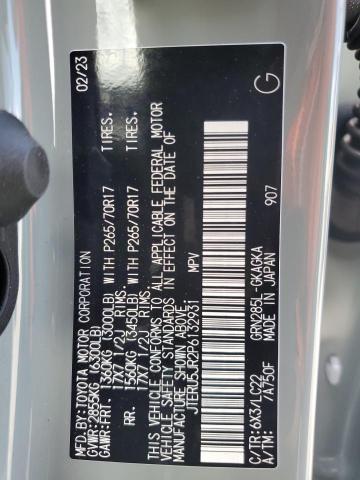 MFD.BY: TOYOTA MOTOR CORPORATION 02/23
GVWR: 2855KG (6300LB)
GAWR:FRT. 1360KG (3000LB) WITH P265/70R17 TIRES.
17X7 1/2J RIMS.
RR. 1560KG (3450LB) WITH P265/70R17 TIRES.
17X7 1/2J RIMS.
THIS VEHICLE CONFORMS TO ALL APPLICABLE FEDERAL MOTOR
VEHICLE SAFETY STANDARDS IN EFFECT ON THE DATE OF
MANUFACTURE SHOWN ABOVE.
JTERU5JR2P6132931 MPV
C/TR:6X3/LC22 GRN285L-GKAGKA
A/TM: /A750F MADE IN JAPAN
907
G